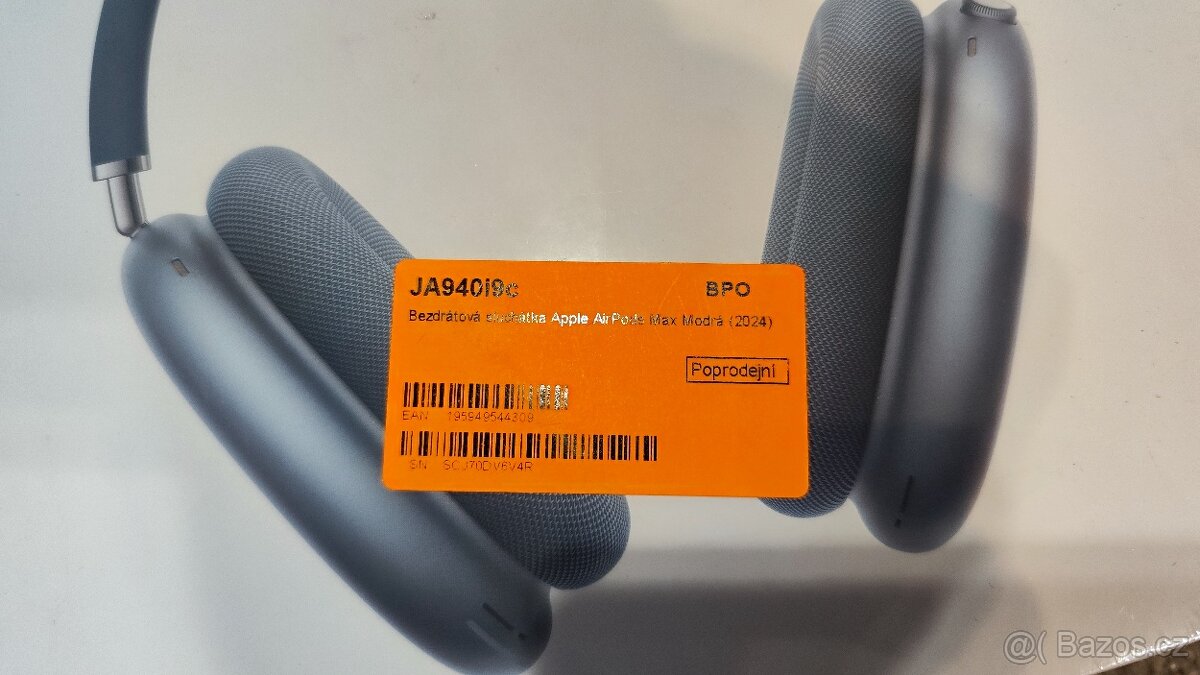 JA940i9c BPO
Bezdrátová sluchátka Apple AirPods Max Modrá (2024)
Poprodejní
EAN 195949544309
SN SCJ70DV6V4R
@( Bazos.cz